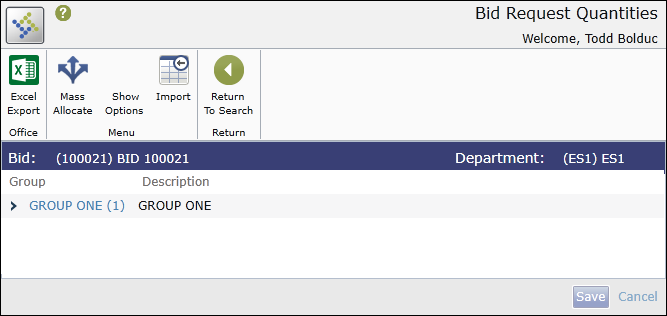 Bid Request Quantities
?
Welcome, Todd Bolduc
Excel Export
Mass Allocate
Show Options
Import
Return To Search
Office
Menu
Return
Bid: (100021) BID 100021 Department: (ES1) ES1
Group Description
GROUP ONE (1) GROUP ONE
Save Cancel